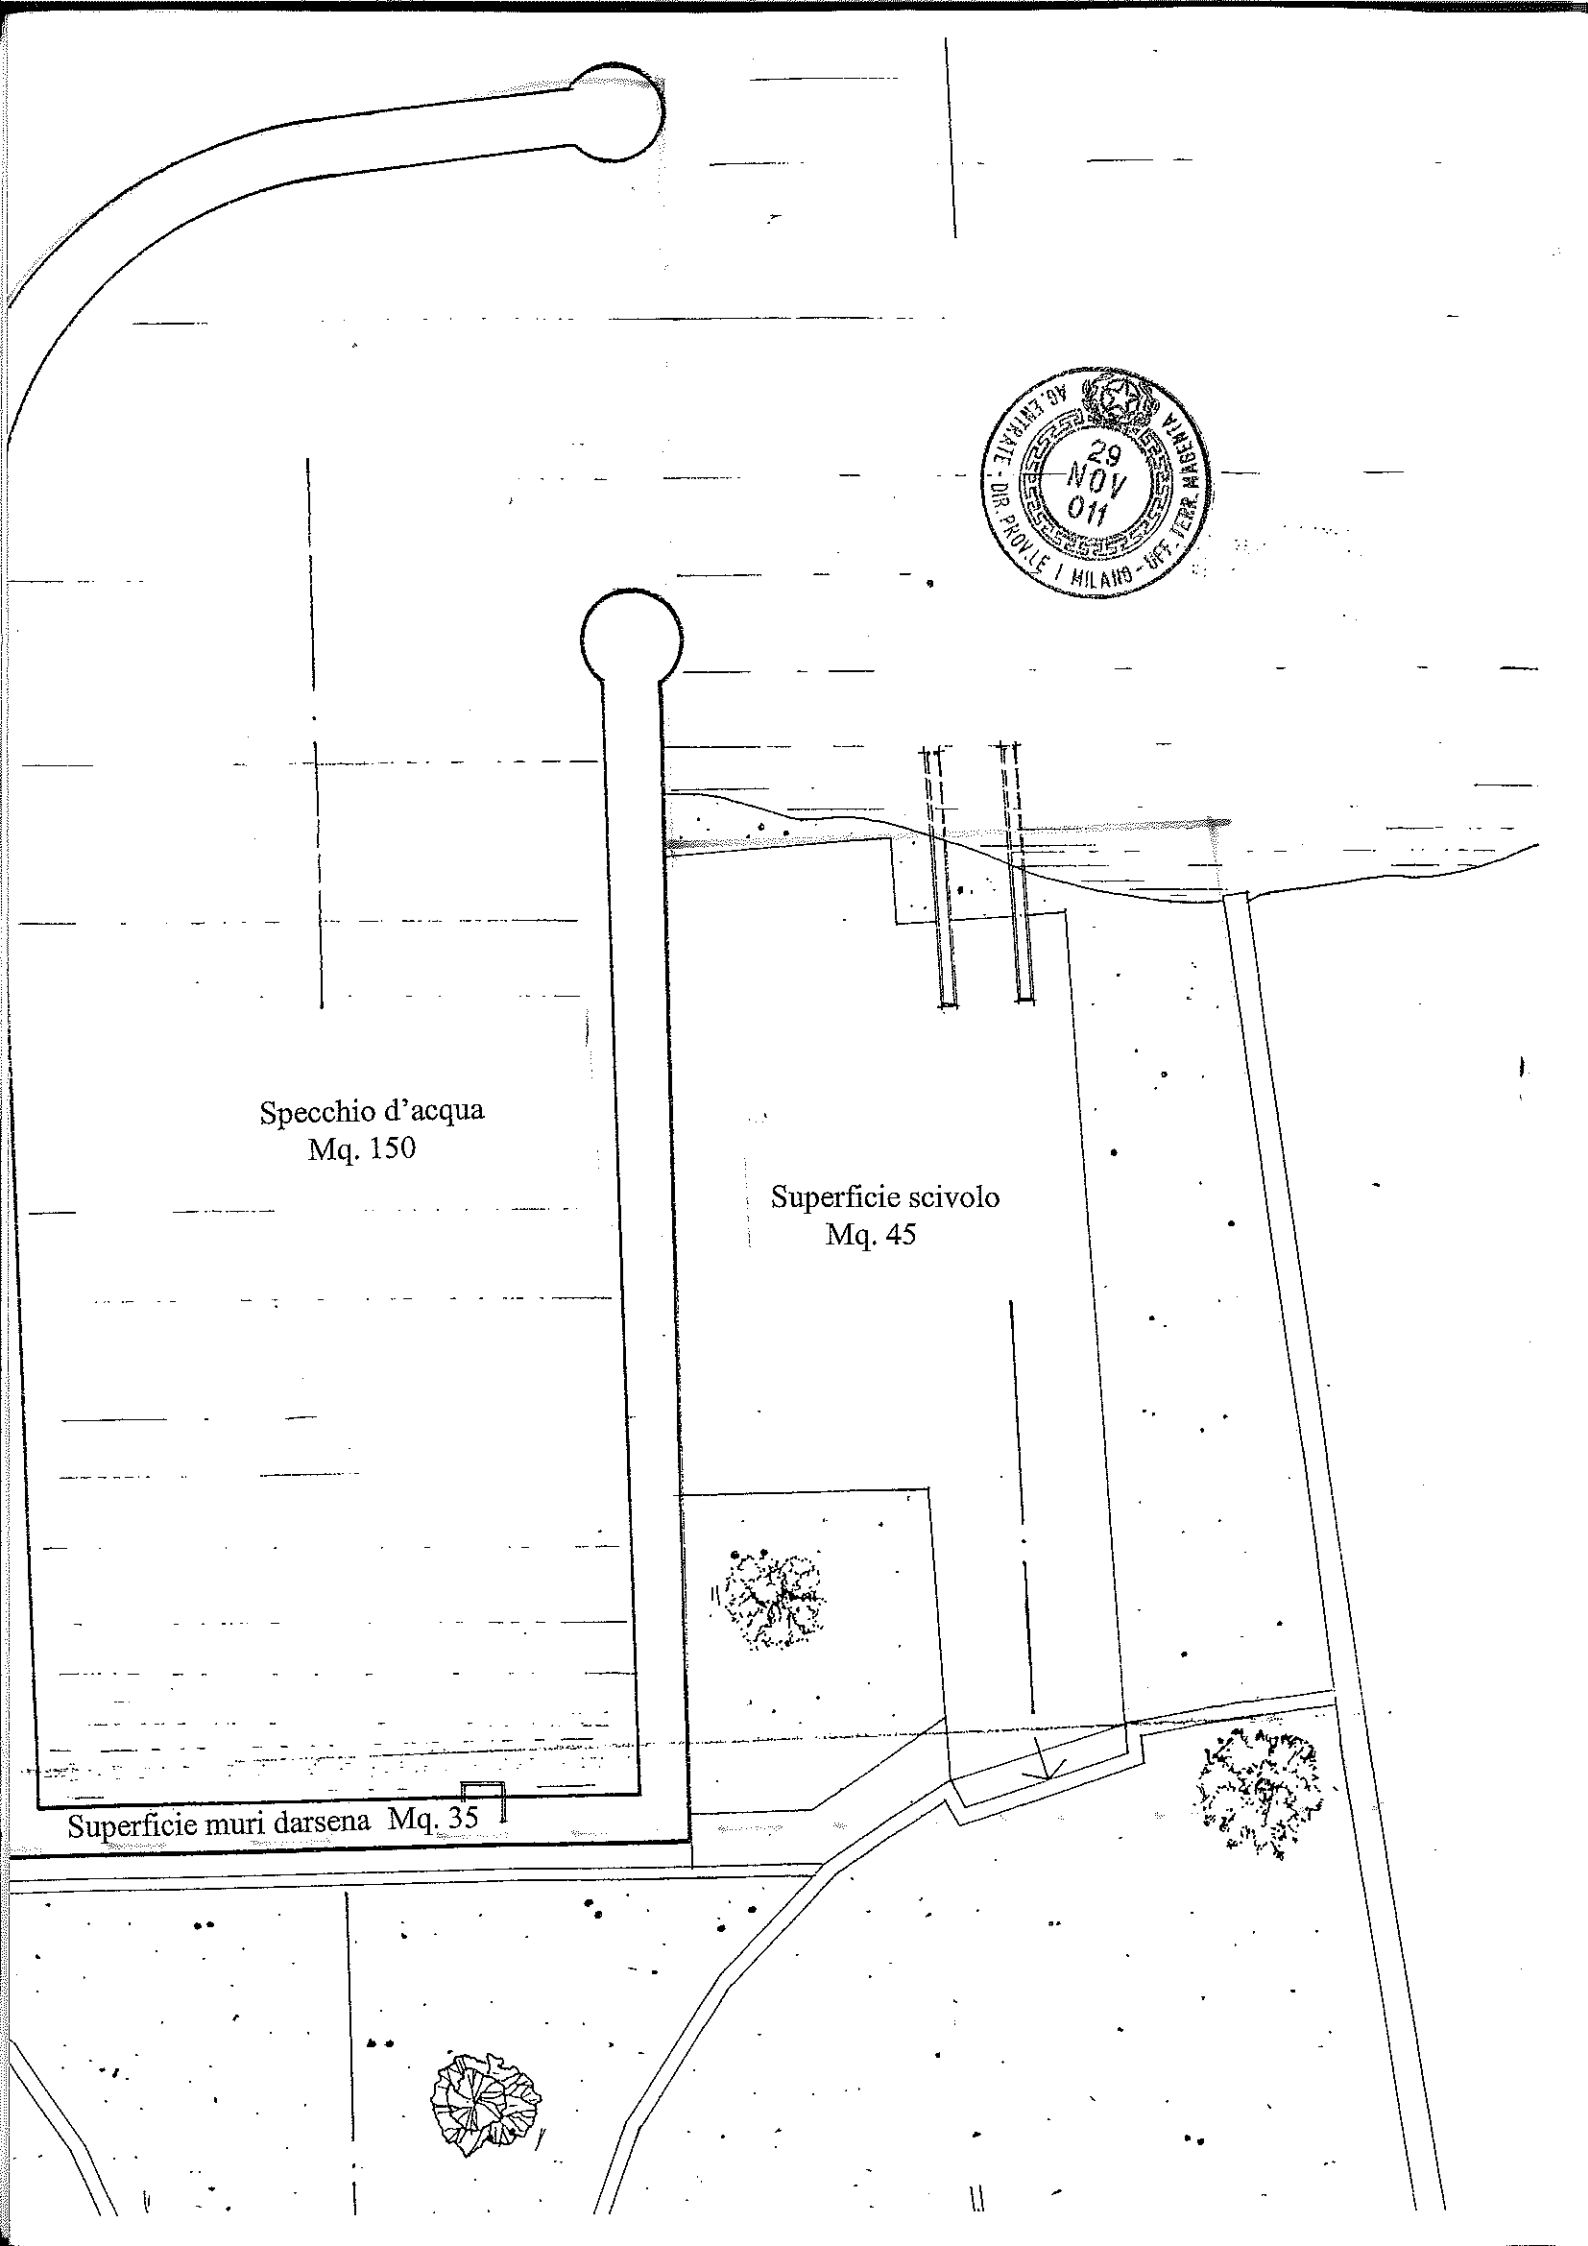 AG. ENTRATE - DIR. PROV.LE I MILANO - UFF. TERR. MAGENTA
29
NOV
011
Specchio d'acqua
Mq. 150
Superficie scivolo
Mq. 45
Superficie muri darsena Mq. 35